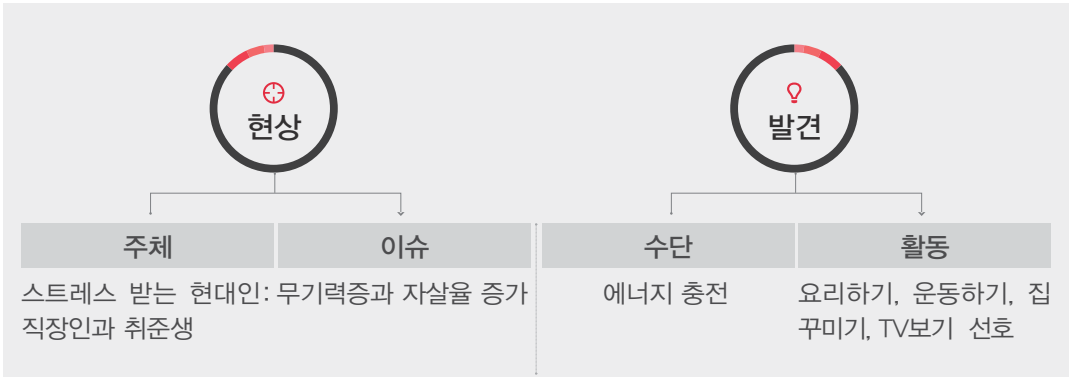 현상
발견
주체
이슈
수단
활동
스트레스 받는 현대인:
직장인과 취준생
무기력증과 자살율 증가
에너지 충전
요리하기, 운동하기, 집
꾸미기, TV보기 선호